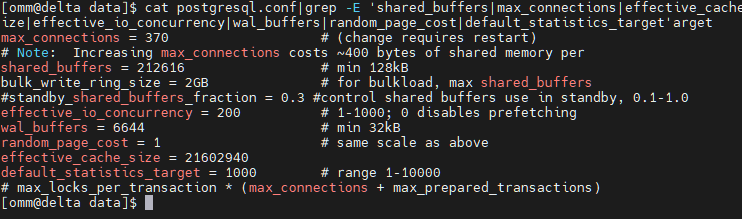 [omm@delta data]$ cat postgresql.conf|grep -E 'shared_buffers|max_connections|effective_cache
ize|effective_io_concurrency|wal_buffers|random_page_cost|default_statistics_target'arget
max_connections = 370 # (change requires restart)
# Note: Increasing max_connections costs ~400 bytes of shared memory per
shared_buffers = 212616 # min 128kB
bulk_write_ring_size = 2GB # for bulkload, max shared_buffers
#standby_shared_buffers_fraction = 0.3 #control shared buffers use in standby, 0.1-1.0
effective_io_concurrency = 200 # 1-1000; 0 disables prefetching
wal_buffers = 6644 # min 32kB
random_page_cost = 1 # same scale as above
effective_cache_size = 21602940
default_statistics_target = 1000 # range 1-10000
# max_locks_per_transaction * (max_connections + max_prepared_transactions)
[omm@delta data]$